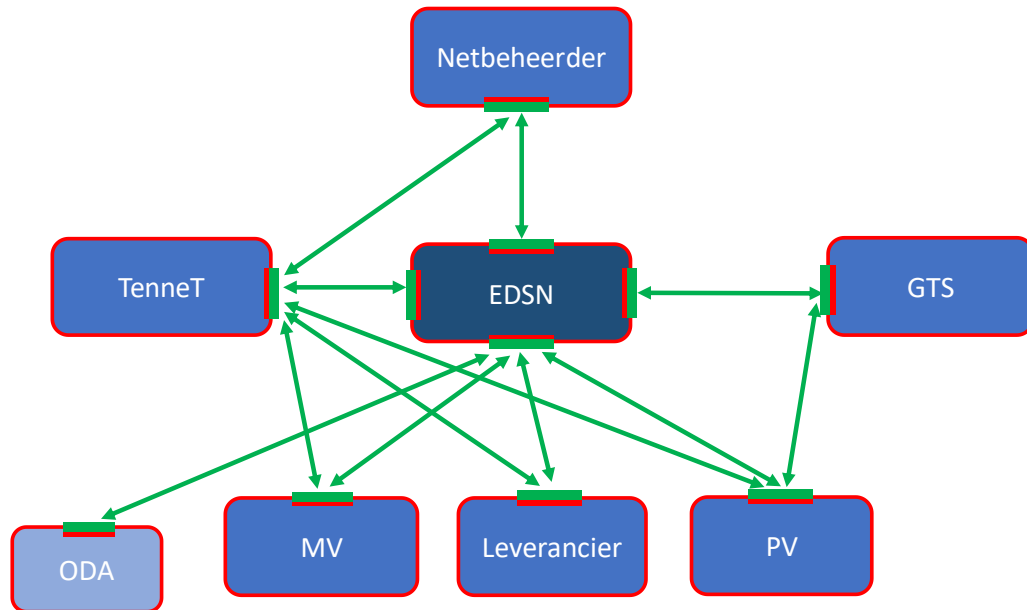 Netbeheerder
TenneT
EDSN
GTS
ODA
MV
Leverancier
PV